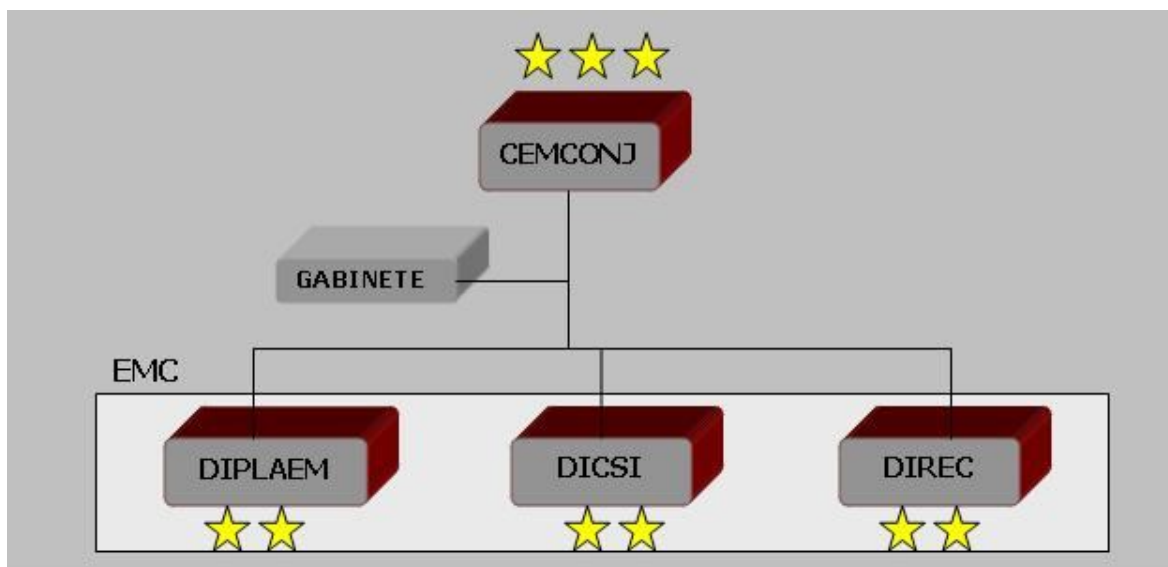 CEMCONJ
GABINETE
EMC
DIPLAEM
DICSI
DIREC